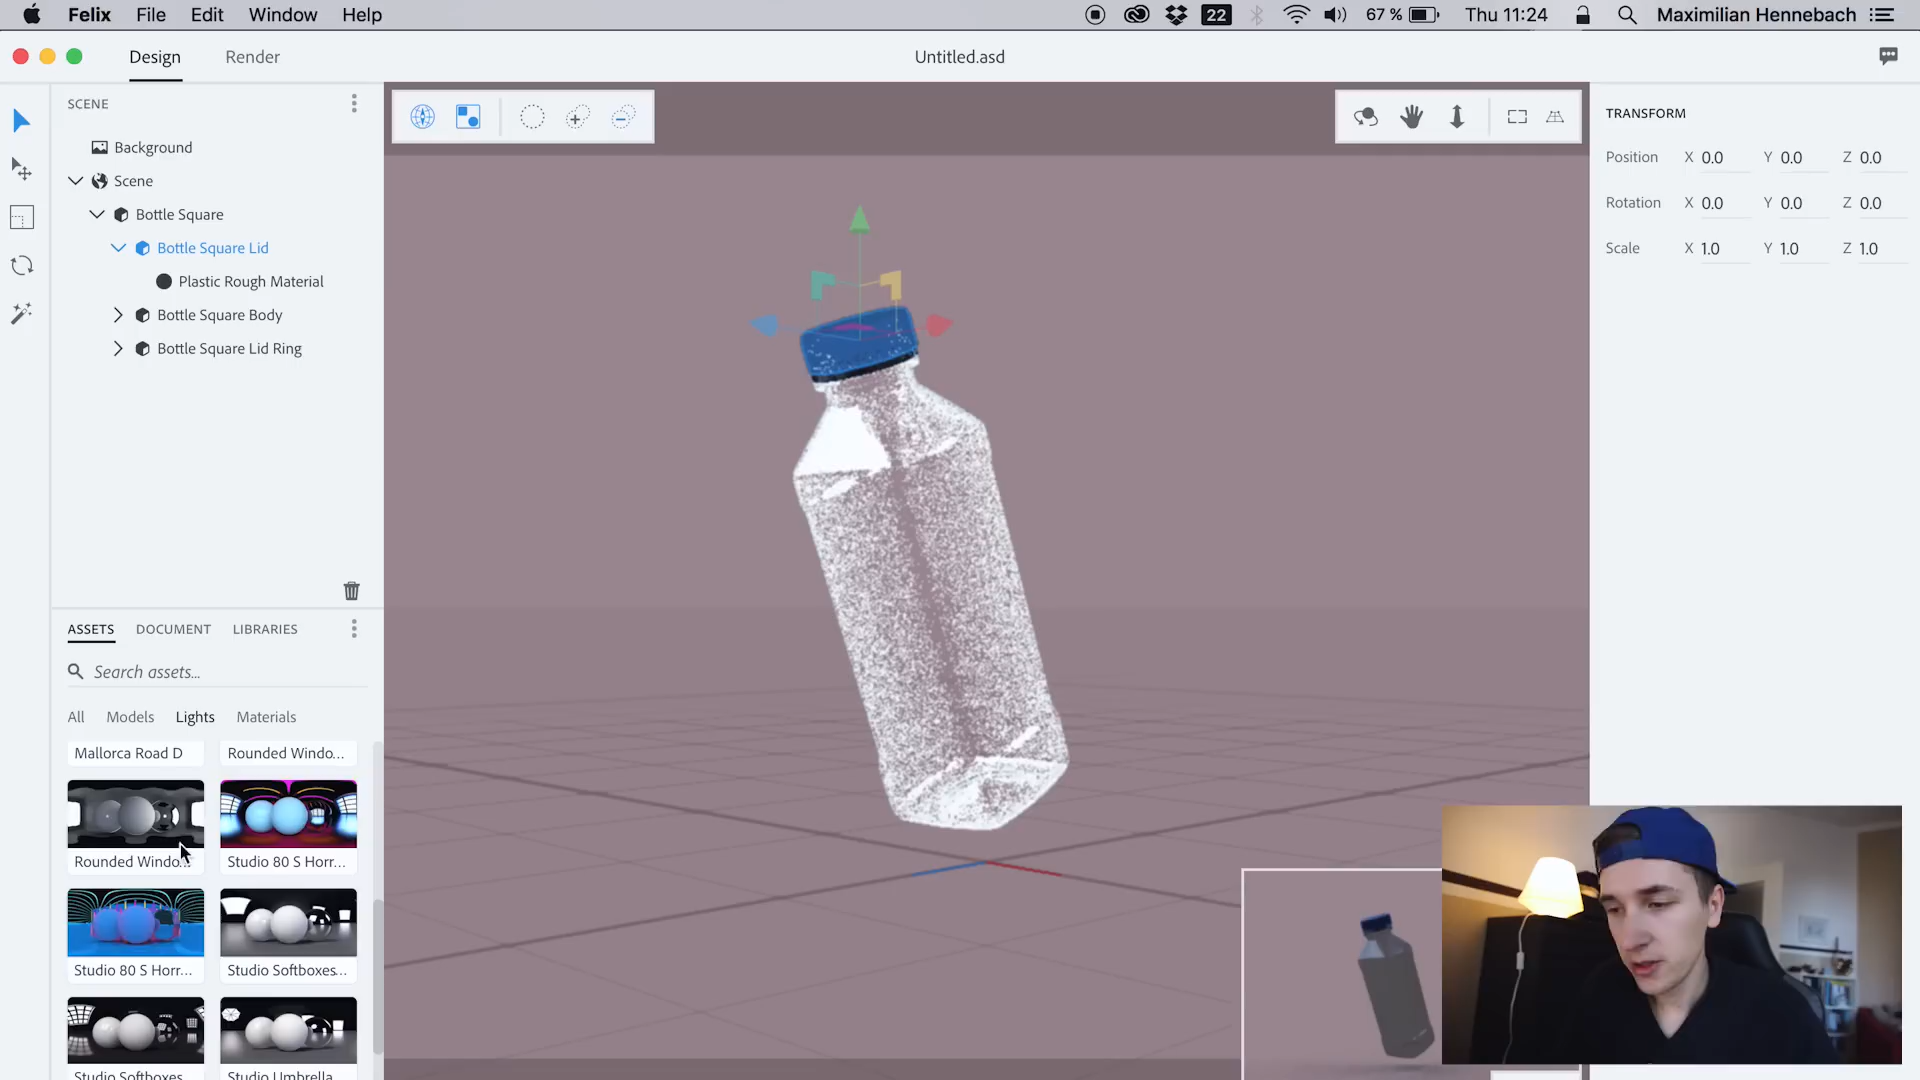 Felix File Edit Window Help 22 67 % Thu 11:24 Maximilian Hennebach
Design Render Untitled.asd
SCENE
Background
Scene
Bottle Square
Bottle Square Lid
Plastic Rough Material
Bottle Square Body
Bottle Square Lid Ring
ASSETS DOCUMENT LIBRARIES
Search assets...
All Models Lights Materials
Mallorca Road D Rounded Windo...
Rounded Windo... Studio 80 S Horr...
Studio 80 S Horr... Studio Softboxes...
Studio Softboxes Studio Umbrella
TRANSFORM
Position X 0.0 Y 0.0 Z 0.0
Rotation X 0.0 Y 0.0 Z 0.0
Scale X 1.0 Y 1.0 Z 1.0